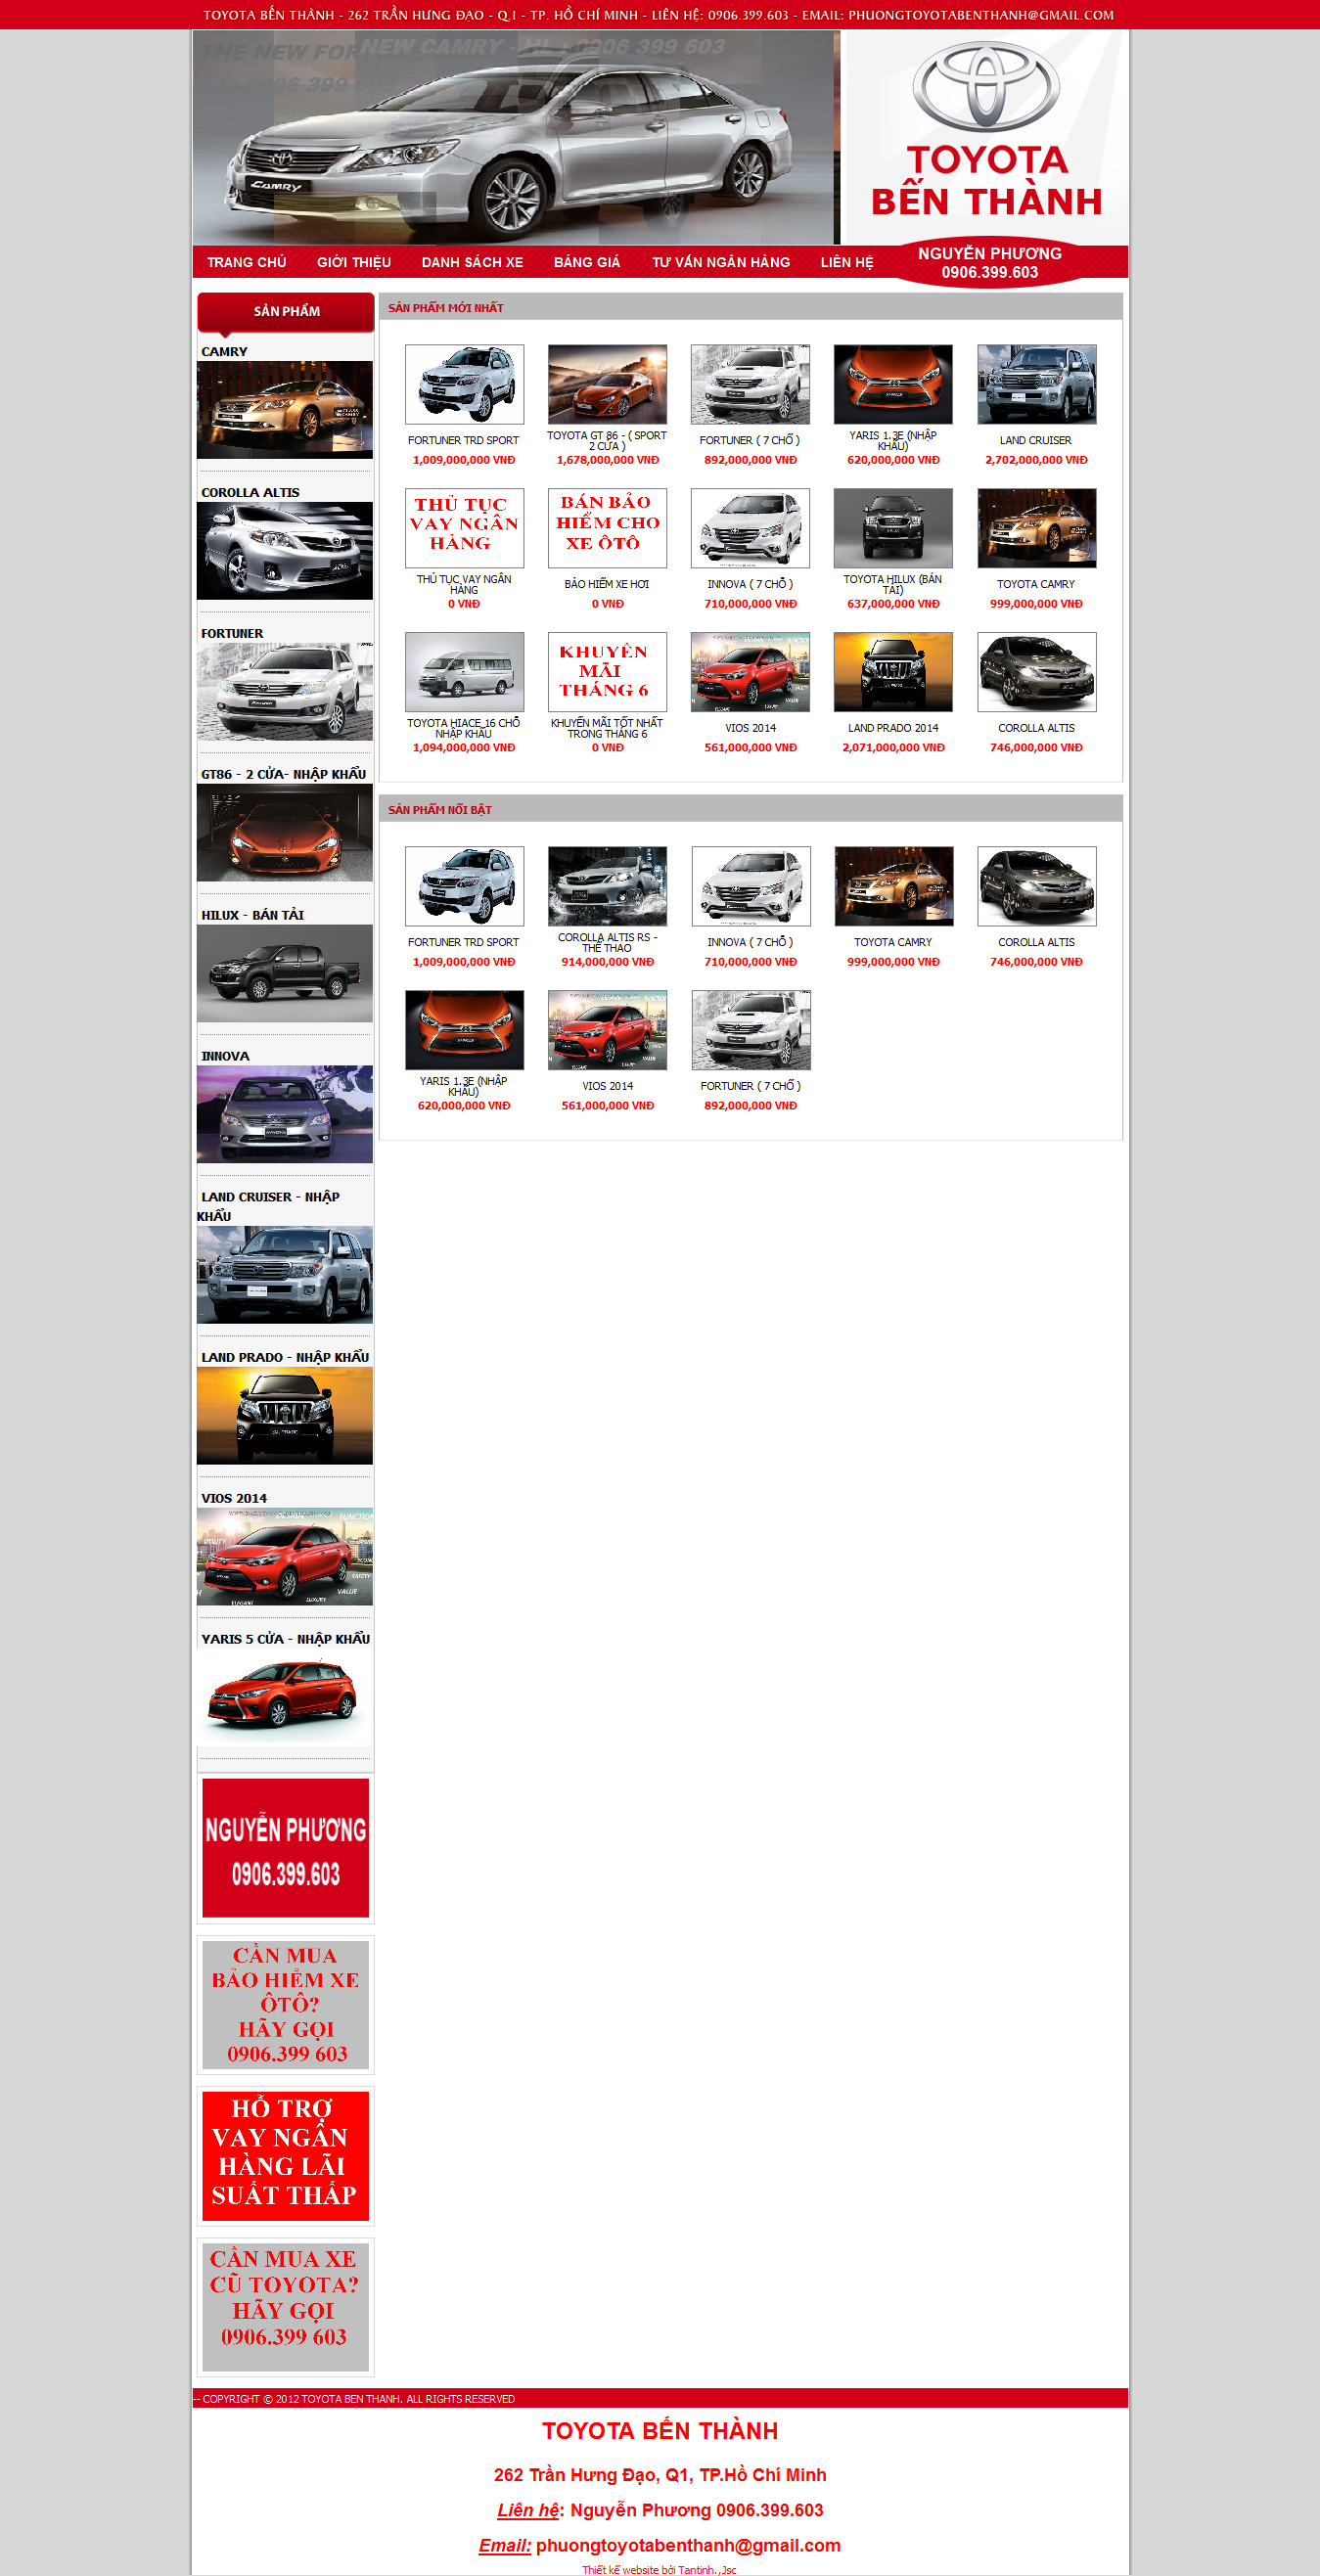 TOYOTA BẾN THÀNH - 262 TRẦN HƯNG ĐẠO - Q.1 - TP. HỒ CHÍ MINH - LIÊN HỆ: 0906.399.603 - EMAIL: PHUONGTOYOTABENTHANH@GMAIL.COM
NEW CAMRY 0906 399 603
THE NEW
0906 399 603
CAMRY
TOYOTA
BẾN THÀNH
TRANG CHỦ
GIỚI THIỆU
DANH SÁCH XE
BẢNG GIÁ
TƯ VẤN NGÂN HÀNG
LIÊN HỆ
NGUYỄN PHƯƠNG
0906.399.603
SẢN PHẨM
CAMRY
COROLLA ALTIS
FORTUNER
GT86 - 2 CỬA- NHẬP KHẨU
HILUX - BÁN TẢI
INNOVA
LAND CRUISER - NHẬP
KHẨU
LAND PRADO - NHẬP KHẨU
VIOS 2014
YARIS 5 CỬA - NHẬP KHẨU
NGUYỄN PHƯƠNG
0906.399.603
CẦN MUA
BẢO HIỂM XE
ÔTÔ?
HÃY GỌI
0906.399 603
HỖ TRỢ
VAY NGÂN
HÀNG LÃI
SUẤT THẤP
CẦN MUA XE
CŨ TOYOTA?
HÃY GỌI
0906.399 603
SẢN PHẨM MỚI NHẤT
FORTUNER TRD SPORT
1,009,000,000 VNĐ
TOYOTA GT 86 - ( SPORT
2 CỬA )
1,678,000,000 VNĐ
FORTUNER ( 7 CHỖ )
892,000,000 VNĐ
YARIS 1.3E (NHẬP
KHẨU)
620,000,000 VNĐ
LAND CRUISER
2,702,000,000 VNĐ
THỦ TỤC
VAY NGÂN
HÀNG
THỦ TỤC VAY NGÂN
HÀNG
0 VNĐ
BÁN BẢO
HIỂM CHO
XE ÔTÔ
BẢO HIỂM XE HƠI
0 VNĐ
INNOVA ( 7 CHỖ )
710,000,000 VNĐ
TOYOTA HILUX (BÁN
TẢI)
637,000,000 VNĐ
TOYOTA CAMRY
999,000,000 VNĐ
TOYOTA HIACE 16 CHỖ
NHẬP KHẨU
1,094,000,000 VNĐ
KHUYẾN
MÃI
THÁNG 6
KHUYẾN MÃI TỐT NHẤT
TRONG THÁNG 6
0 VNĐ
VIOS 2014
561,000,000 VNĐ
LAND PRADO 2014
2,071,000,000 VNĐ
COROLLA ALTIS
746,000,000 VNĐ
SẢN PHẨM NỔI BẬT
FORTUNER TRD SPORT
1,009,000,000 VNĐ
COROLLA ALTIS RS -
THỂ THAO
914,000,000 VNĐ
INNOVA ( 7 CHỖ )
710,000,000 VNĐ
TOYOTA CAMRY
999,000,000 VNĐ
COROLLA ALTIS
746,000,000 VNĐ
YARIS 1.3E (NHẬP
KHẨU)
620,000,000 VNĐ
VIOS 2014
561,000,000 VNĐ
FORTUNER ( 7 CHỖ )
892,000,000 VNĐ
-- COPYRIGHT © 2012 TOYOTA BEN THANH. ALL RIGHTS RESERVED
TOYOTA BẾN THÀNH
262 Trần Hưng Đạo, Q1, TP.Hồ Chí Minh
Liên hệ: Nguyễn Phương 0906.399.603
Email: phuongtoyotabenthanh@gmail.com
Thiết kế website bởi Tantinh.,Jsc